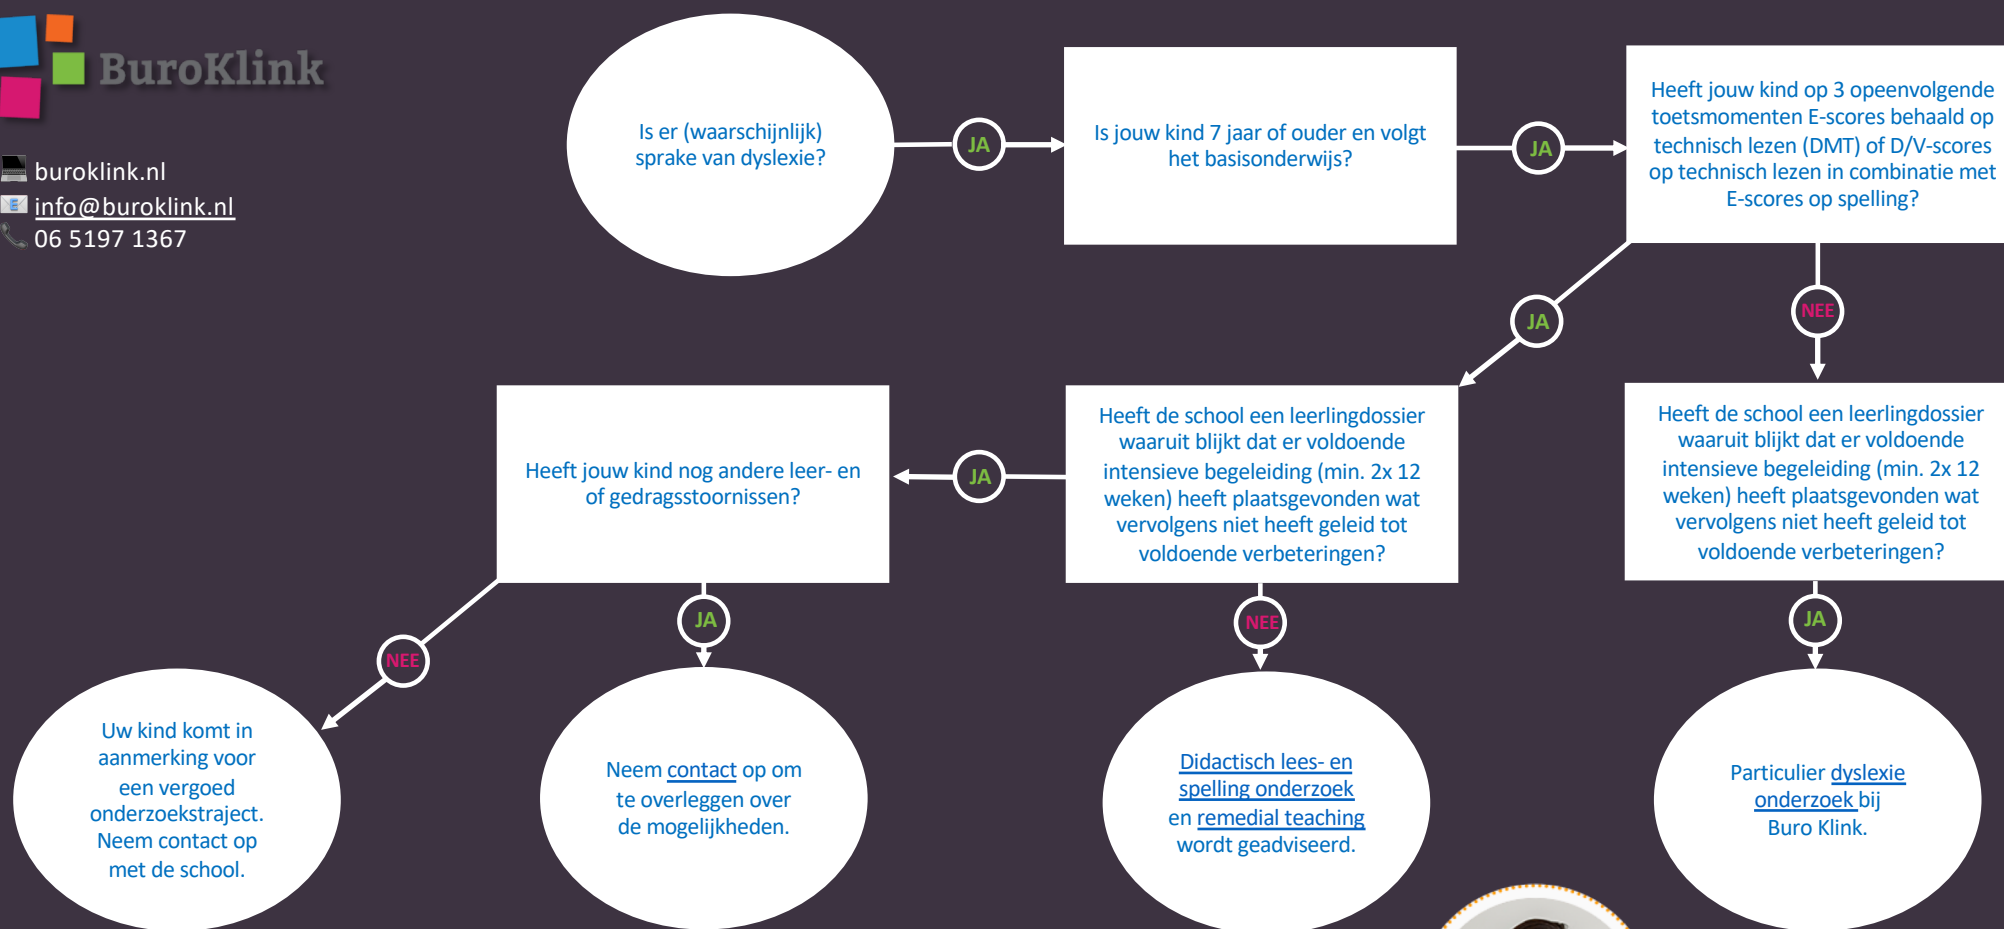 BuroKlink
buroklink.nl
info@buroklink.nl
06 5197 1367
Is er (waarschijnlijk)
sprake van dyslexie?
JA
Is jouw kind 7 jaar of ouder en volgt
het basisonderwijs?
JA
Heeft jouw kind op 3 opeenvolgende
toetsmomenten E-scores behaald op
technisch lezen (DMT) of D/V-scores
op technisch lezen in combinatie met
E-scores op spelling?
JA
NEE
Heeft jouw kind nog andere leer- en
of gedragsstoornissen?
JA
Heeft de school een leerlingdossier
waaruit blijkt dat er voldoende
intensieve begeleiding (min. 2x 12
weken) heeft plaatsgevonden wat
vervolgens niet heeft geleid tot
voldoende verbeteringen?
Heeft de school een leerlingdossier
waaruit blijkt dat er voldoende
intensieve begeleiding (min. 2x 12
weken) heeft plaatsgevonden wat
vervolgens niet heeft geleid tot
voldoende verbeteringen?
NEE
JA
NEE
JA
Uw kind komt in
aanmerking voor
een vergoed
onderzoekstraject.
Neem contact op
met de school.
Neem contact op om
te overleggen over
de mogelijkheden.
Didactisch lees- en
spelling onderzoek
en remedial teaching
wordt geadviseerd.
Particulier dyslexie
onderzoek bij
Buro Klink.